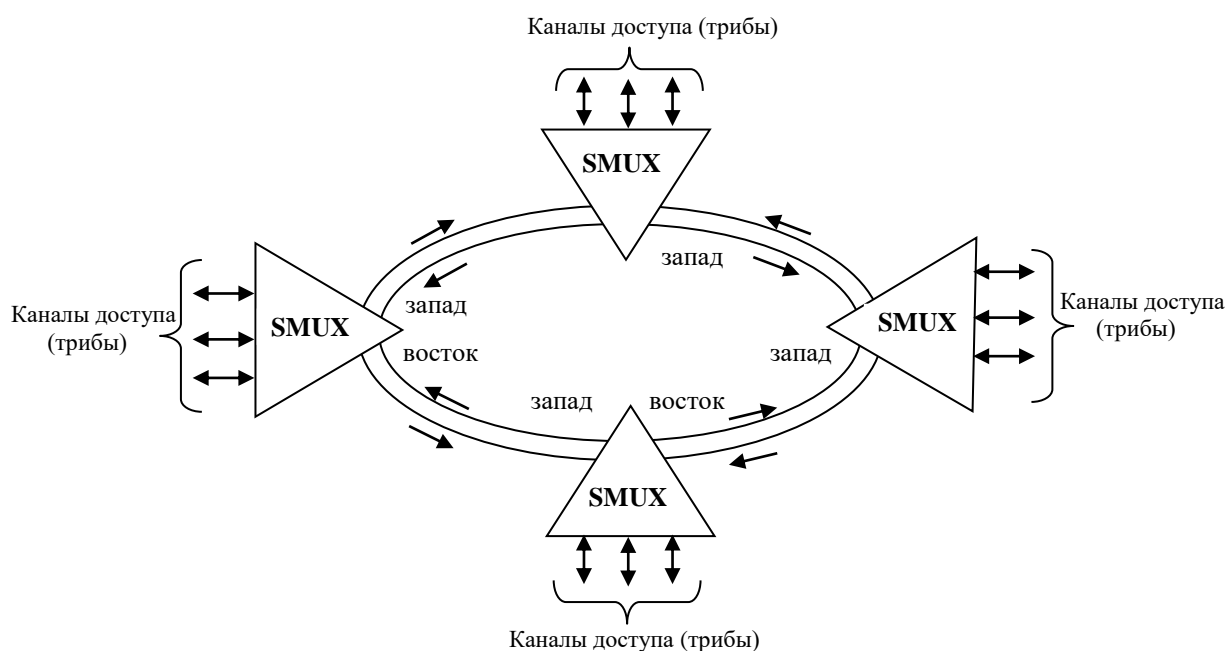 Каналы доступа (трибы)
SMUX
запад
Каналы доступа
(трибы)
SMUX
запад
SMUX
Каналы доступа
(трибы)
восток
запад
запад
восток
SMUX
Каналы доступа (трибы)